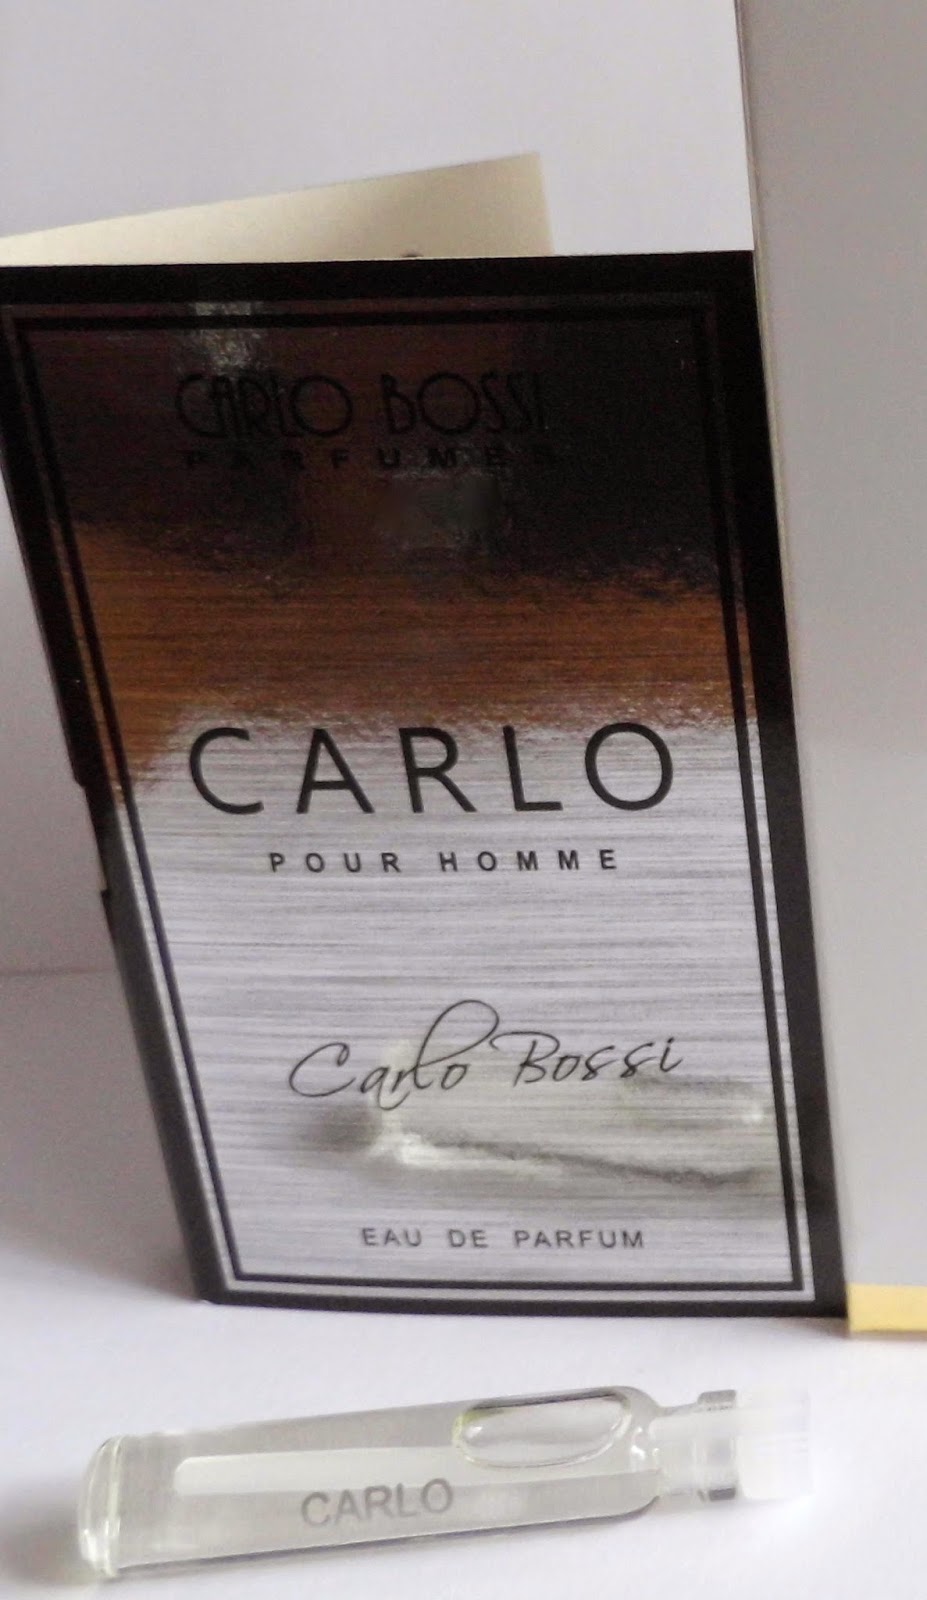 CARLO BOSSI
PARFUMES
CARLO
POUR HOMME
Carlo Bossi
EAU DE PARFUM
CARLO